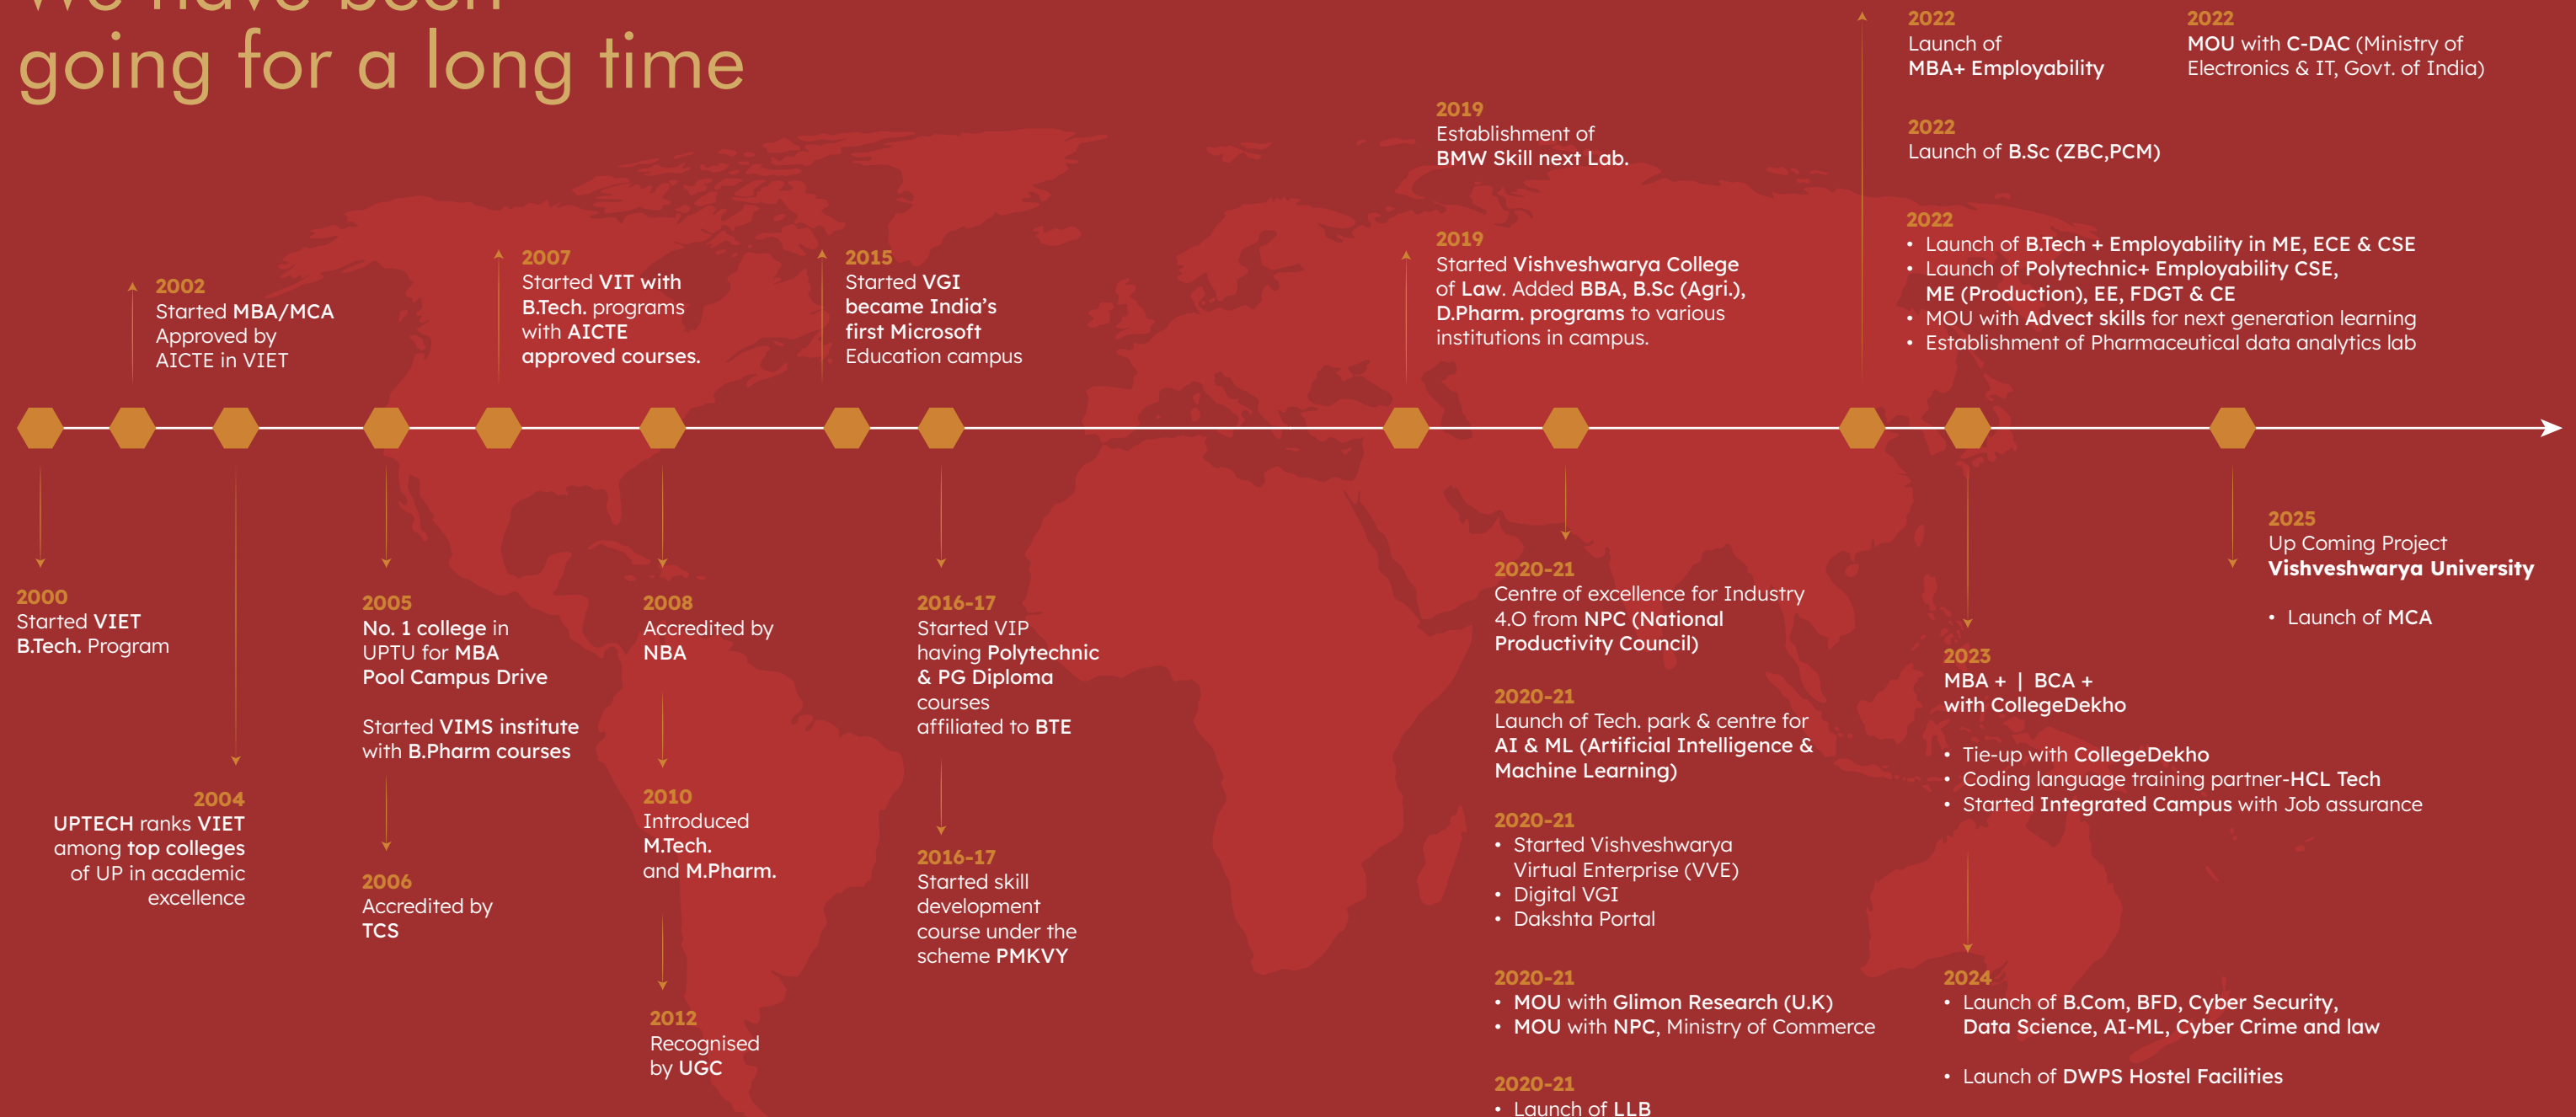 We have been
going for a long time
2002
Started MBA/MCA
Approved by
AICTE in VIET
2007
Started VIT with
B.Tech. programs
with AICTE
approved courses.
2015
Started VGI
became India’s
first Microsoft
Education campus
2019
Establishment of
BMW Skill next Lab.
2019
Started Vishveshwarya College
of Law. Added BBA, B.Sc (Agri.),
D.Pharm. programs to various
institutions in campus.
2022
Launch of
MBA+ Employability
2022
MOU with C-DAC (Ministry of
Electronics & IT, Govt. of India)
2022
Launch of B.Sc (ZBC,PCM)
2022
• Launch of B.Tech + Employability in ME, ECE & CSE
• Launch of Polytechnic+ Employability CSE,
ME (Production), EE, FDGT & CE
• MOU with Advect skills for next generation learning
• Establishment of Pharmaceutical data analytics lab
2000
Started VIET
B.Tech. Program
2004
UPTECH ranks VIET
among top colleges
of UP in academic
excellence
2005
No. 1 college in
UPTU for MBA
Pool Campus Drive
Started VIMS institute
with B.Pharm courses
2006
Accredited by
TCS
2008
Accredited by
NBA
2010
Introduced
M.Tech.
and M.Pharm.
2012
Recognised
by UGC
2016-17
Started VIP
having Polytechnic
& PG Diploma
courses
affiliated to BTE
2016-17
Started skill
development
course under the
scheme PMKVY
2020-21
Centre of excellence for Industry
4.O from NPC (National
Productivity Council)
2020-21
Launch of Tech. park & centre for
AI & ML (Artificial Intelligence &
Machine Learning)
2020-21
• Started Vishveshwarya
Virtual Enterprise (VVE)
• Digital VGI
• Dakshta Portal
2020-21
• MOU with Glimon Research (U.K)
• MOU with NPC, Ministry of Commerce
2020-21
• Launch of LLB
2023
MBA + | BCA +
with CollegeDekho
• Tie-up with CollegeDekho
• Coding language training partner-HCL Tech
• Started Integrated Campus with Job assurance
2024
• Launch of B.Com, BFD, Cyber Security,
Data Science, AI-ML, Cyber Crime and law
• Launch of DWPS Hostel Facilities
2025
Up Coming Project
Vishveshwarya University
• Launch of MCA